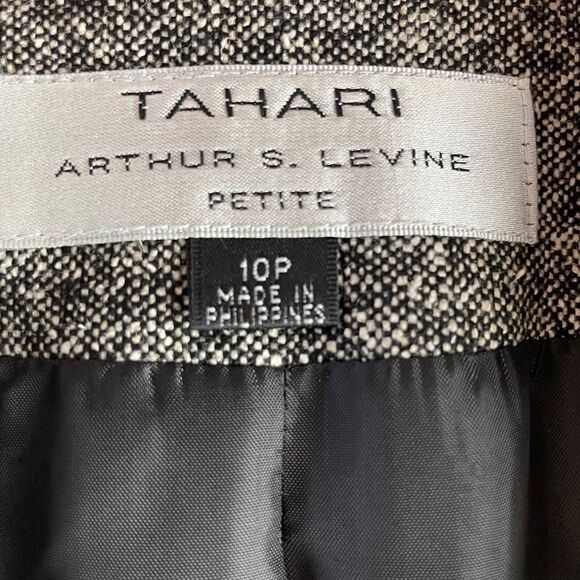 TAHARI
ARTHUR S. LEVINE
PETITE
10P
MADE IN
PHILIPPINES